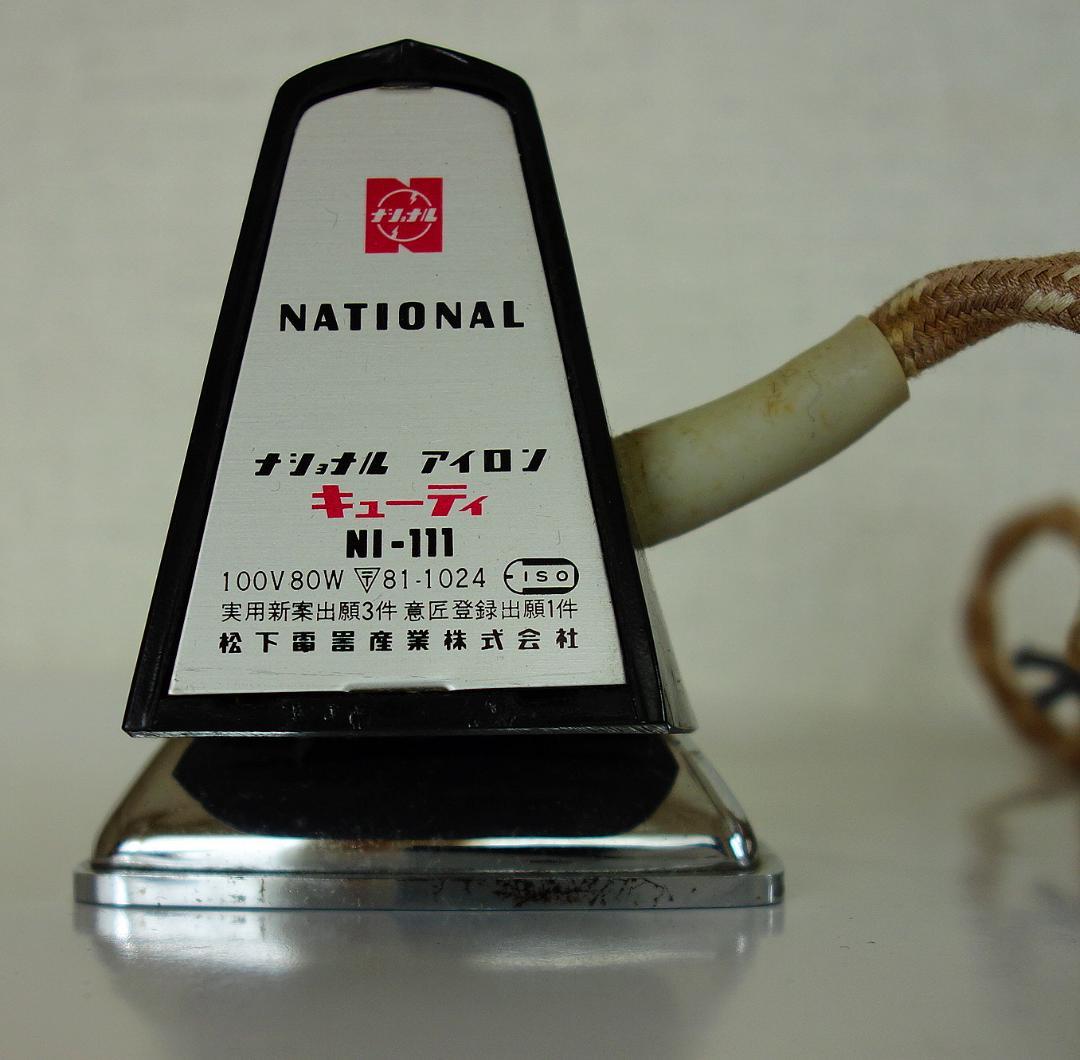 ナショナル
NATIONAL
ナショナル アイロン
キューティ
NI-111
100V 80W 〒 81-1024 -ISO
実用新案出願3件 意匠登録出願1件
松下電器産業株式会社